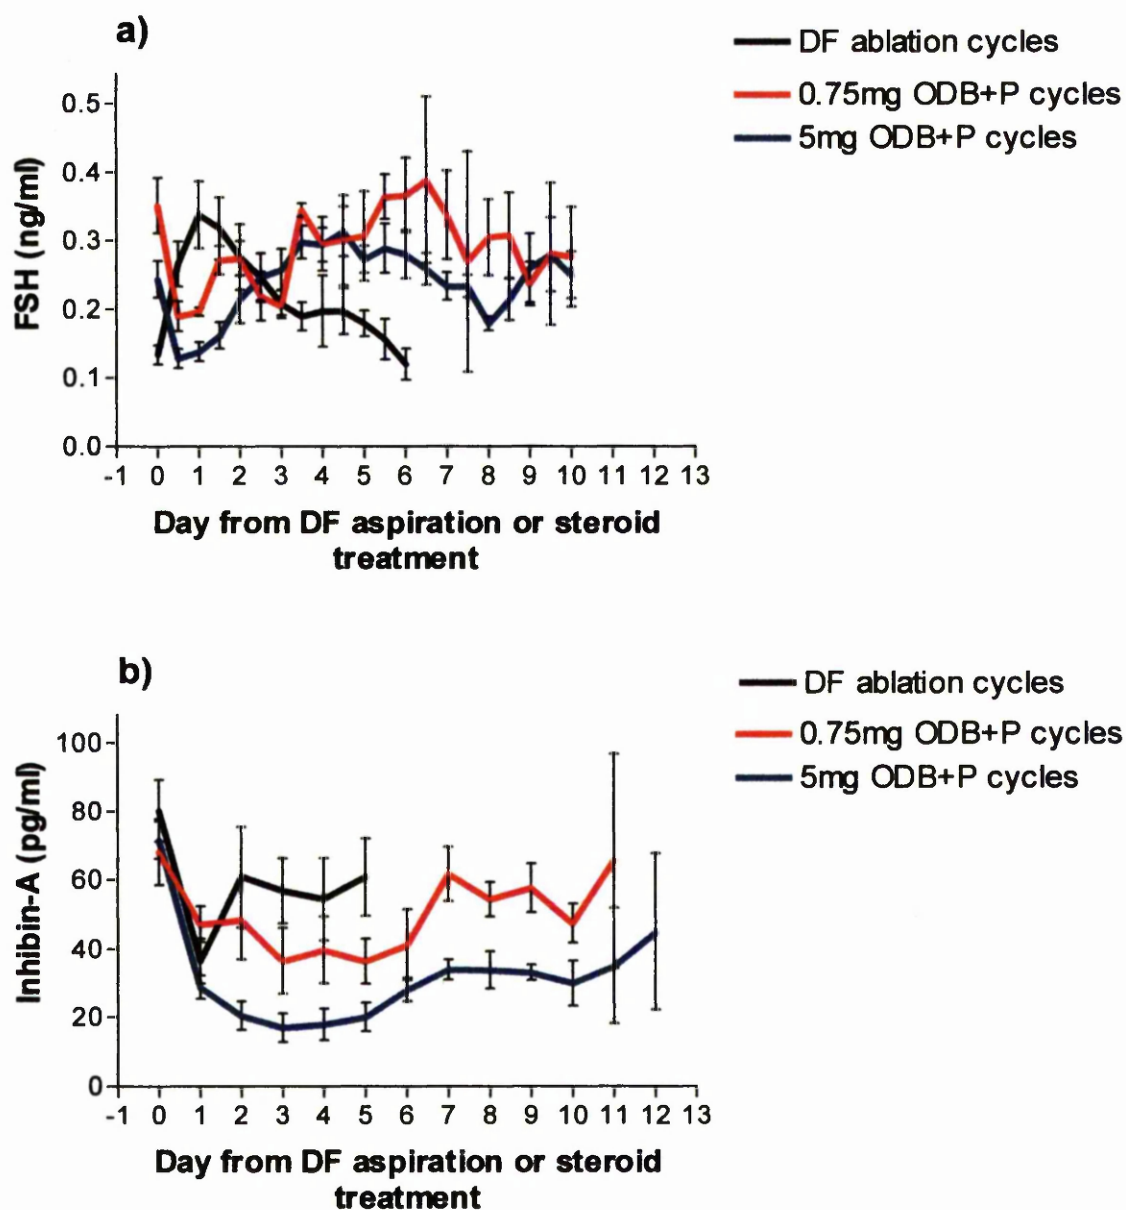 a)
DF ablation cycles
0.75mg ODB+P cycles
5mg ODB+P cycles
FSH (ng/ml)
0.5
0.4
0.3
0.2
0.1
0.0
-1 0 1 2 3 4 5 6 7 8 9 10 11 12 13
Day from DF aspiration or steroid
treatment
b)
DF ablation cycles
0.75mg ODB+P cycles
5mg ODB+P cycles
Inhibin-A (pg/ml)
100
80
60
40
20
0
-1 0 1 2 3 4 5 6 7 8 9 10 11 12 13
Day from DF aspiration or steroid
treatment